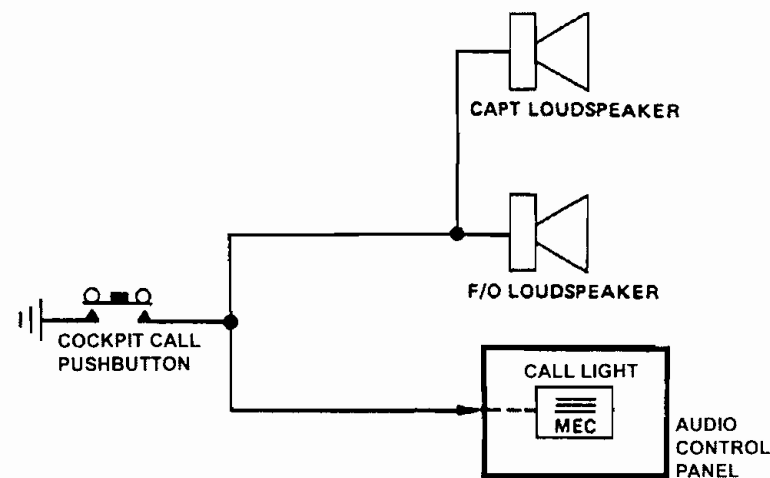 CAPT LOUDSPEAKER
F/O LOUDSPEAKER
COCKPIT CALL
PUSHBUTTON
CALL LIGHT
MEC
AUDIO
CONTROL
PANEL